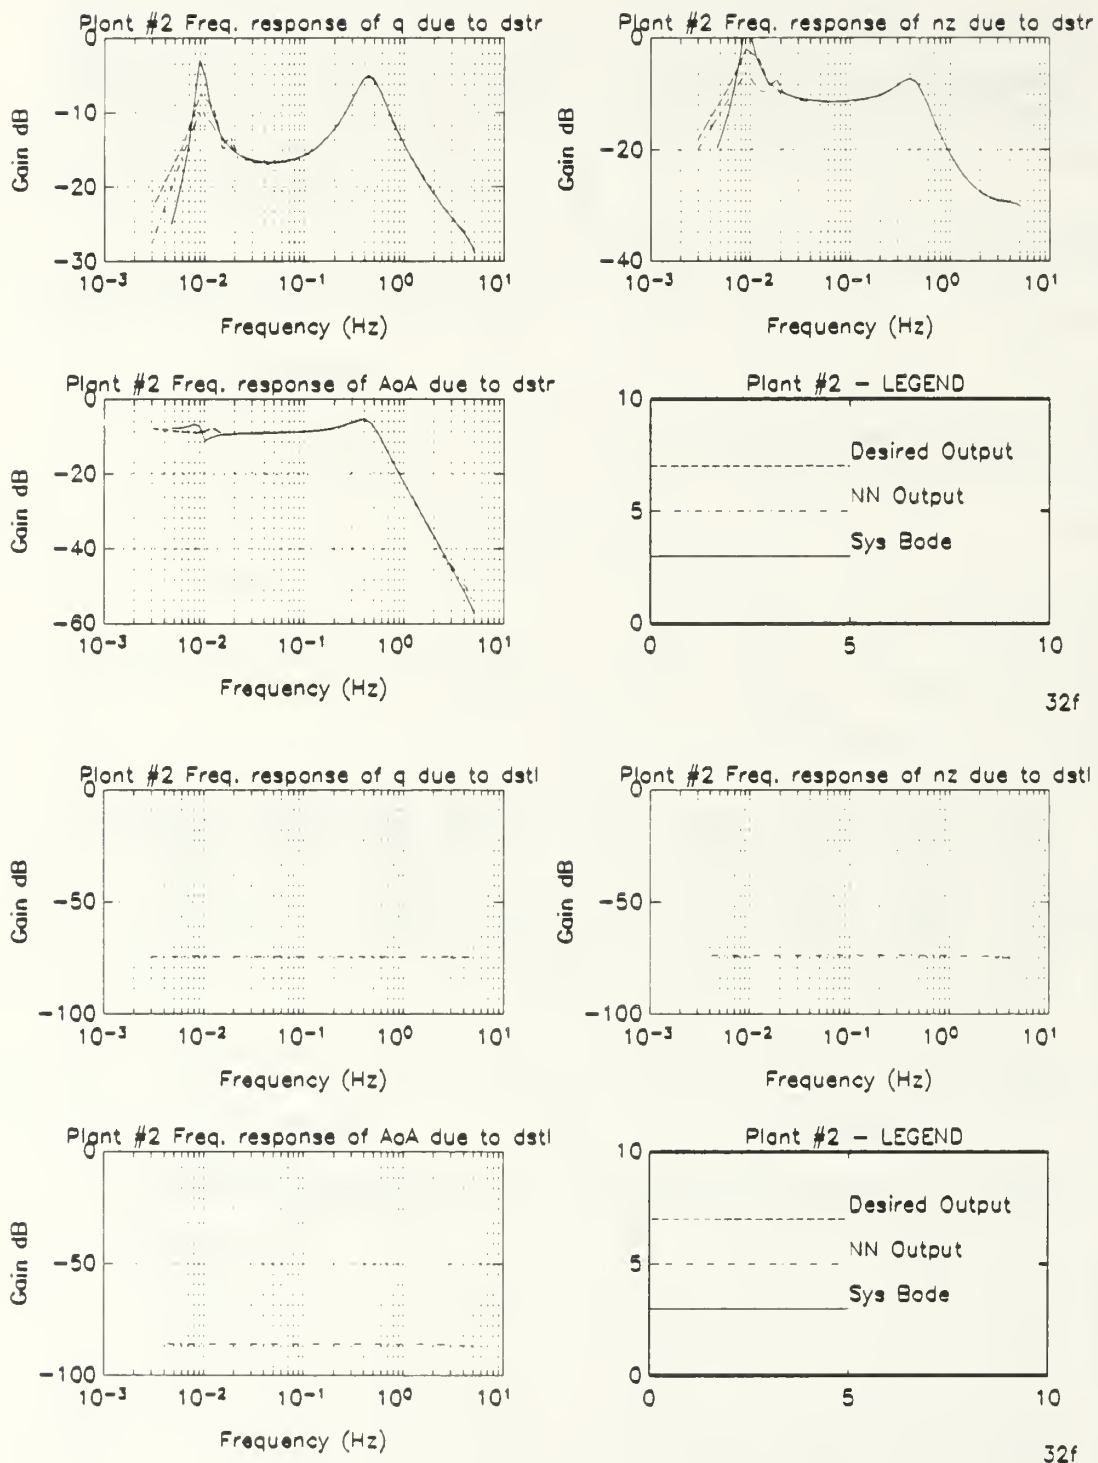 Plant #2 Freq. response of q due to dstr
Gain dB
0
−10
−20
−30
10⁻³ 10⁻² 10⁻¹ 10⁰ 10¹
Frequency (Hz)
Plant #2 Freq. response of nz due to dstr
Gain dB
0
−20
−40
10⁻³ 10⁻² 10⁻¹ 10⁰ 10¹
Frequency (Hz)
Plant #2 Freq. response of AoA due to dstr
Gain dB
0
−20
−40
−60
10⁻³ 10⁻² 10⁻¹ 10⁰ 10¹
Frequency (Hz)
Plant #2 − LEGEND
10
5
0
Desired Output
NN Output
Sys Bode
0 5 10
32f
Plant #2 Freq. response of q due to dstl
Gain dB
0
−50
−100
10⁻³ 10⁻² 10⁻¹ 10⁰ 10¹
Frequency (Hz)
Plant #2 Freq. response of nz due to dstl
Gain dB
0
−50
−100
10⁻³ 10⁻² 10⁻¹ 10⁰ 10¹
Frequency (Hz)
Plant #2 Freq. response of AoA due to dstl
Gain dB
0
−50
−100
10⁻³ 10⁻² 10⁻¹ 10⁰ 10¹
Frequency (Hz)
Plant #2 − LEGEND
10
5
0
Desired Output
NN Output
Sys Bode
0 5 10
32f